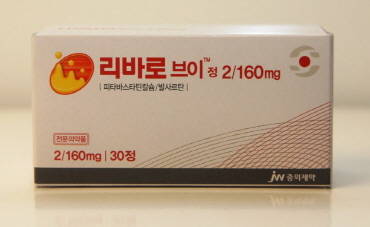 리바로 브이™ 정 2/160mg
| 피타바스타틴칼슘/발사르탄 |
전문의약품
2/160mg | 30정
jw 중외제약